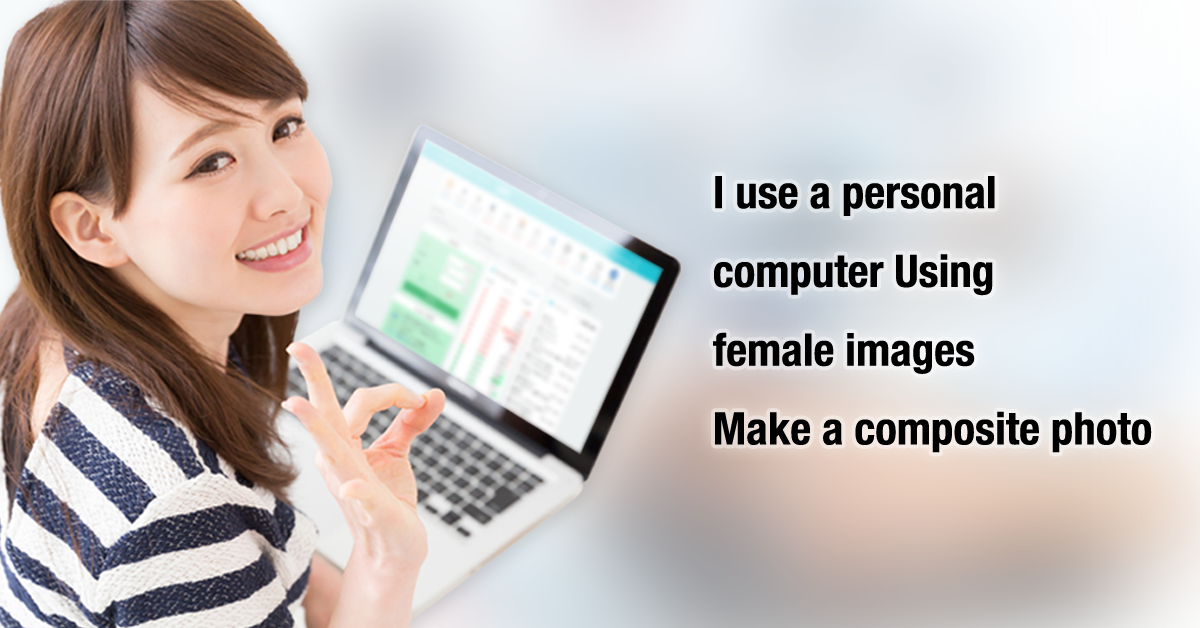 I use a personal
computer Using
female images
Make a composite photo